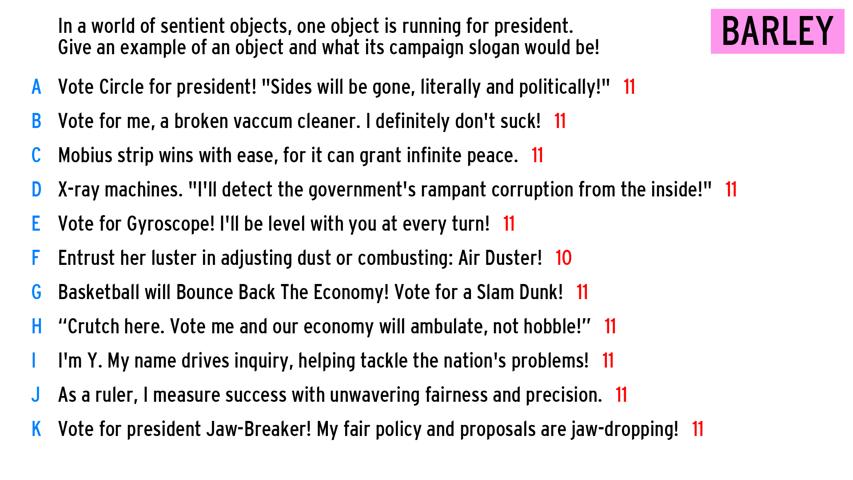 In a world of sentient objects, one object is running for president.
Give an example of an object and what its campaign slogan would be!
BARLEY
A Vote Circle for president! "Sides will be gone, literally and politically!" 11
B Vote for me, a broken vaccum cleaner. I definitely don't suck! 11
C Mobius strip wins with ease, for it can grant infinite peace. 11
D X-ray machines. "I'll detect the government's rampant corruption from the inside!" 11
E Vote for Gyroscope! I'll be level with you at every turn! 11
F Entrust her luster in adjusting dust or combusting: Air Duster! 10
G Basketball will Bounce Back The Economy! Vote for a Slam Dunk! 11
H “Crutch here. Vote me and our economy will ambulate, not hobble!” 11
I I'm Y. My name drives inquiry, helping tackle the nation's problems! 11
J As a ruler, I measure success with unwavering fairness and precision. 11
K Vote for president Jaw-Breaker! My fair policy and proposals are jaw-dropping! 11